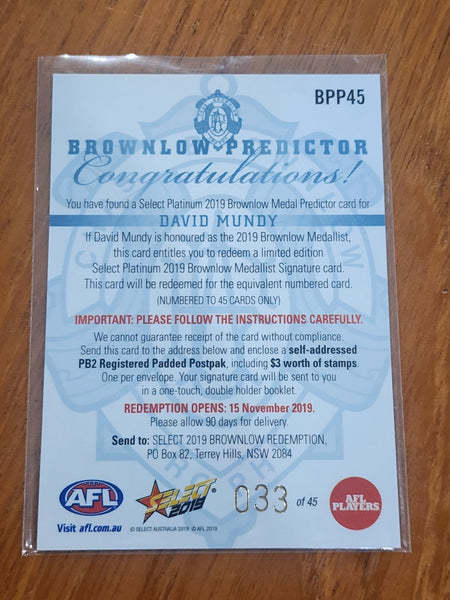 BPP45
BROWNLOW PREDICTOR
Congratulations!
You have found a Select Platinum 2019 Brownlow Medal Predictor card for
DAVID MUNDY
If David Mundy is honoured as the 2019 Brownlow Medallist,
this card entitles you to redeem a limited edition
Select Platinum 2019 Brownlow Medallist Signature card.
This card will be redeemed for the equivalent numbered card.
(NUMBERED TO 45 CARDS ONLY)
IMPORTANT: PLEASE FOLLOW THE INSTRUCTIONS CAREFULLY.
We cannot guarantee receipt of the card without compliance.
Send this card to the address below and enclose a self-addressed
PB2 Registered Padded Postpak, including $3 worth of stamps.
One per envelope. Your signature card will be sent to you
in a one-touch, double holder booklet.
REDEMPTION OPENS: 15 November 2019.
Please allow 90 days for delivery.
Send to: SELECT 2019 BROWNLOW REDEMPTION,
PO Box 82, Terrey Hills, NSW 2084
AFL
Visit afl.com.au
SELECT
2019
© SELECT AUSTRALIA 2019 © AFL 2019
033 of 45
AFL
PLAYERS